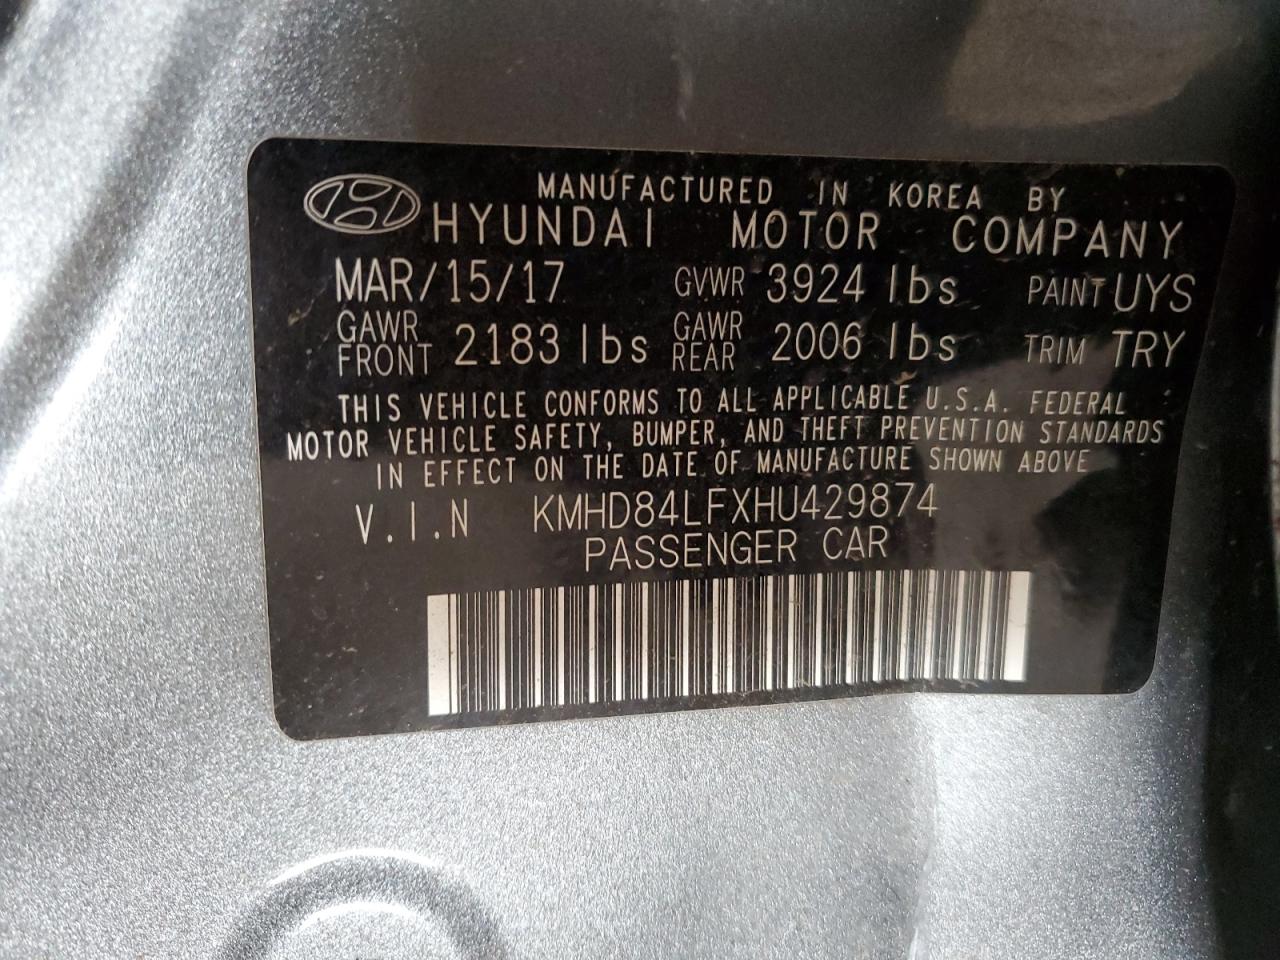 MANUFACTURED IN KOREA BY
HYUNDAI MOTOR COMPANY
MAR/15/17 GVWR 3924 lbs PAINT UYS
GAWR FRONT 2183 lbs GAWR REAR 2006 lbs TRIM TRY
THIS VEHICLE CONFORMS TO ALL APPLICABLE U.S.A. FEDERAL
MOTOR VEHICLE SAFETY, BUMPER, AND THEFT PREVENTION STANDARDS
IN EFFECT ON THE DATE OF MANUFACTURE SHOWN ABOVE
V.I.N KMHD84LFXHU429874
PASSENGER CAR